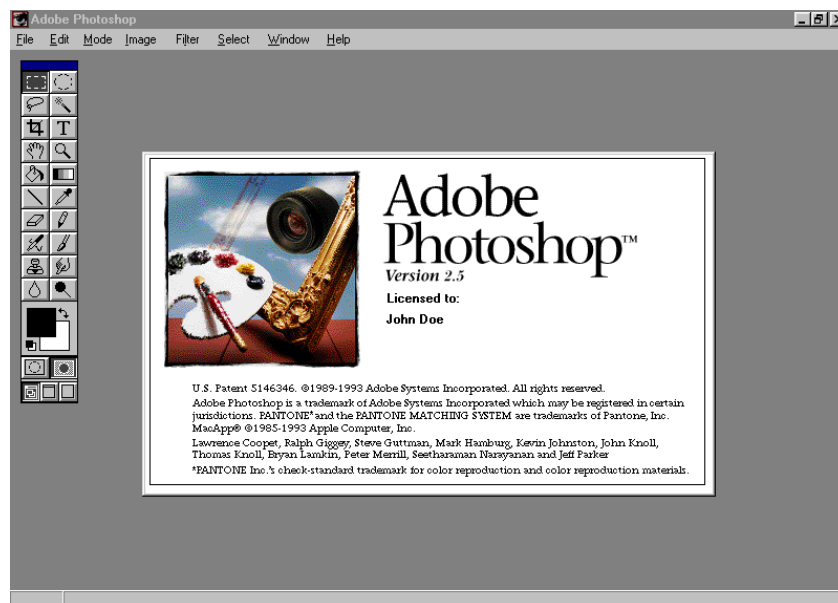 Adobe Photoshop
File Edit Mode Image Filter Select Window Help
T
Adobe
Photoshop™
Version 2.5
Licensed to:
John Doe
U.S. Patent 5146346. ©1989-1993 Adobe Systems Incorporated. All rights reserved.
Adobe Photoshop is a trademark of Adobe Systems Incorporated which may be registered in certain
jurisdictions. PANTONE* and the PANTONE MATCHING SYSTEM are trademarks of Pantone, Inc.
MacApp® ©1985-1993 Apple Computer, Inc.
Lawrence Coopet, Ralph Giggey, Steve Guttman, Mark Hamburg, Kevin Johnston, John Knoll,
Thomas Knoll, Bryan Lamkin, Peter Merrill, Seetharaman Narayanan and Jeff Parker
*PANTONE Inc.'s check-standard trademark for color reproduction and color reproduction materials.